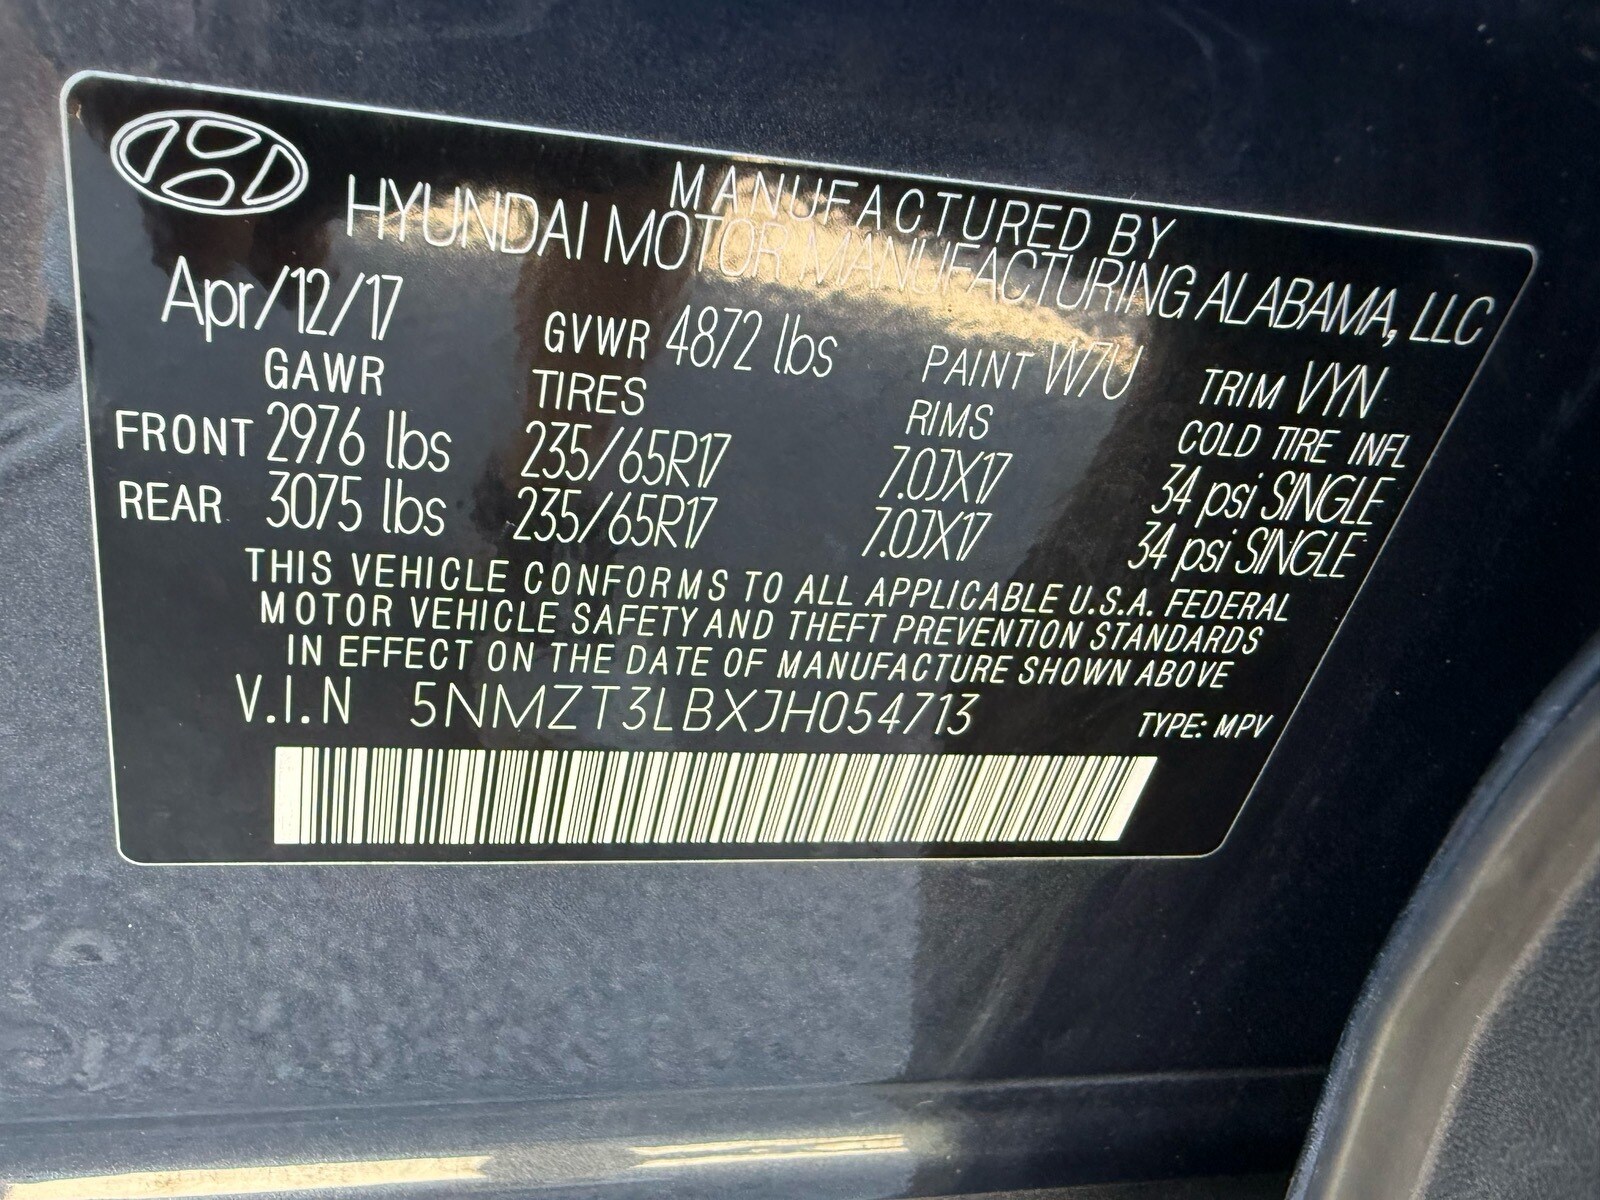 MANUFACTURED BY
HYUNDAI MOTOR MANUFACTURING ALABAMA, LLC
Apr/12/17 GVWR 4872 lbs PAINT W7U TRIM VYN
GAWR TIRES RIMS COLD TIRE INFL
FRONT 2976 lbs 235/65R17 7.0JX17 34 psi SINGLE
REAR 3075 lbs 235/65R17 7.0JX17 34 psi SINGLE
THIS VEHICLE CONFORMS TO ALL APPLICABLE U.S.A. FEDERAL
MOTOR VEHICLE SAFETY AND THEFT PREVENTION STANDARDS
IN EFFECT ON THE DATE OF MANUFACTURE SHOWN ABOVE
V.I.N 5NMZT3LBXJH054713 TYPE: MPV